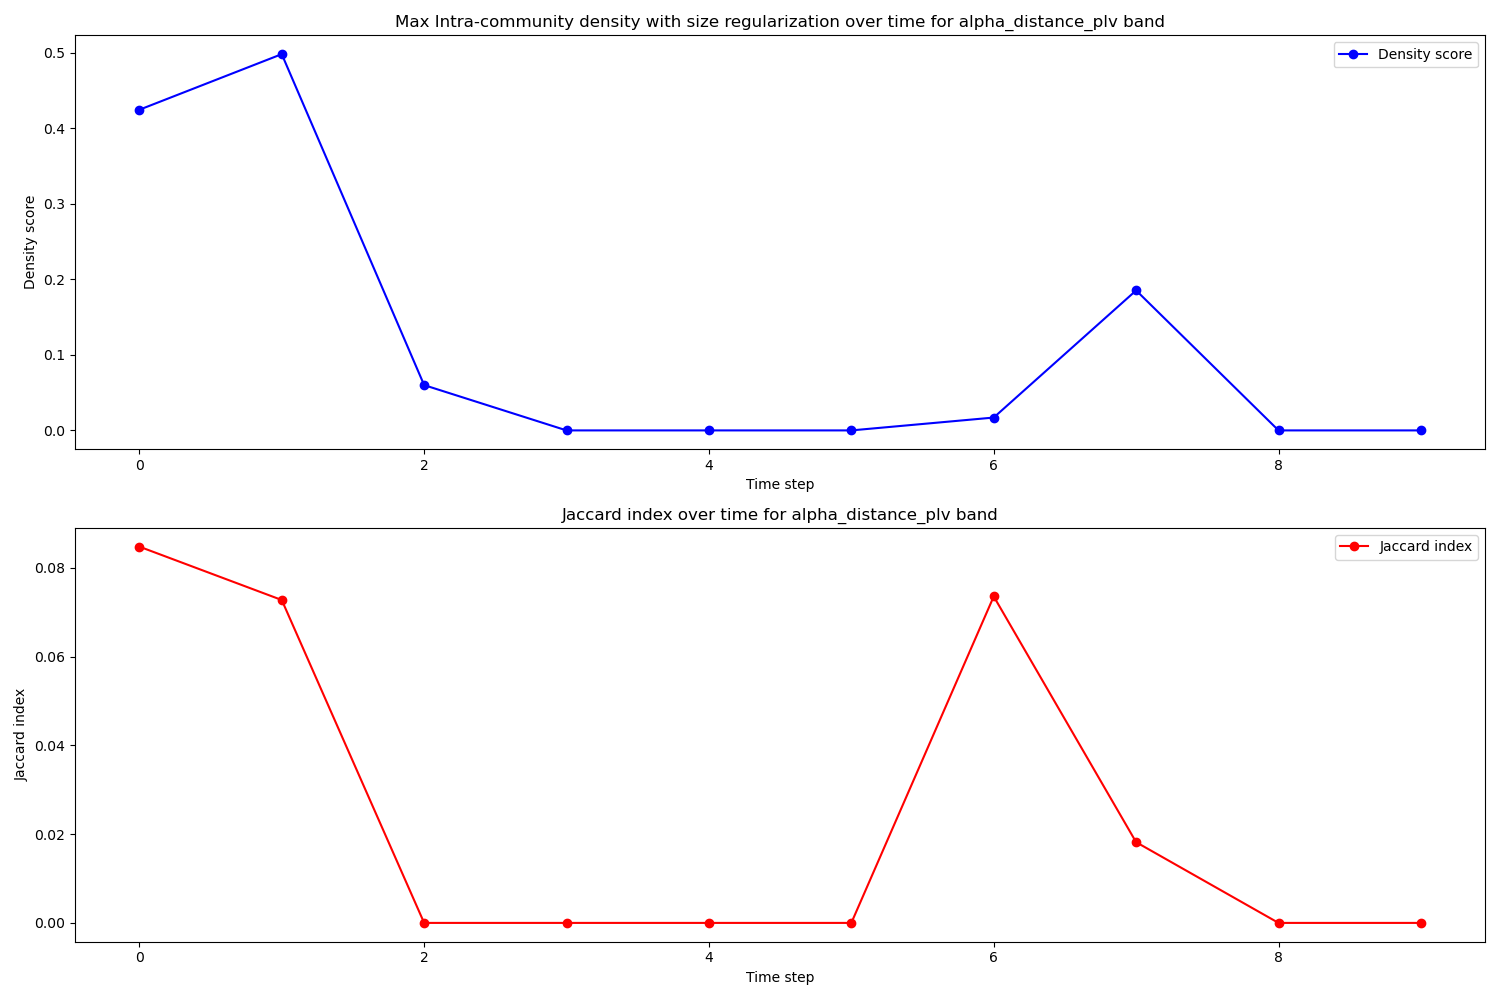 Max Intra-community density with size regularization over time for alpha_distance_plv band
Density score
0.5
0.4
0.3
0.2
0.1
0.0
Density score
0 2 4 6 8
Time step
Jaccard index over time for alpha_distance_plv band
Jaccard index
0.08
0.06
0.04
0.02
0.00
Jaccard index
0 2 4 6 8
Time step